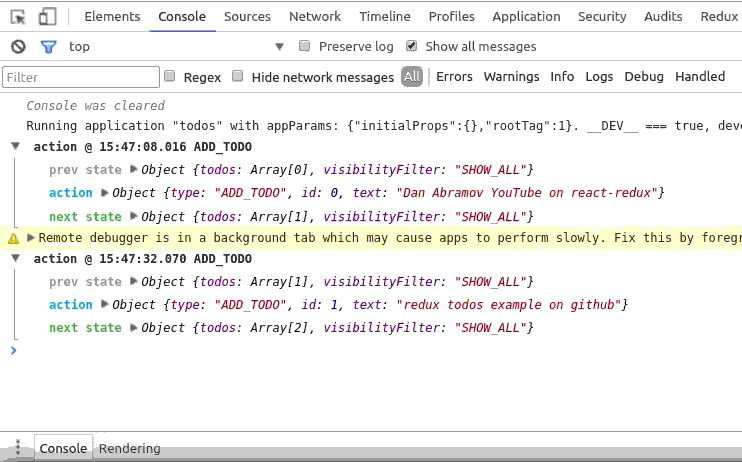 Elements Console Sources Network Timeline Profiles Application Security Audits Redux
top Preserve log Show all messages
Filter Regex Hide network messages All Errors Warnings Info Logs Debug Handled
Console was cleared
Running application "todos" with appParams: {"initialProps":{},"rootTag":1}. __DEV__ === true, deve
action @ 15:47:08.016 ADD_TODO
prev state Object {todos: Array[0], visibilityFilter: "SHOW_ALL"}
action Object {type: "ADD_TODO", id: 0, text: "Dan Abramov YouTube on react-redux"}
next state Object {todos: Array[1], visibilityFilter: "SHOW_ALL"}
Remote debugger is in a background tab which may cause apps to perform slowly. Fix this by foregr
action @ 15:47:32.070 ADD_TODO
prev state Object {todos: Array[1], visibilityFilter: "SHOW_ALL"}
action Object {type: "ADD_TODO", id: 1, text: "redux todos example on github"}
next state Object {todos: Array[2], visibilityFilter: "SHOW_ALL"}
Console Rendering